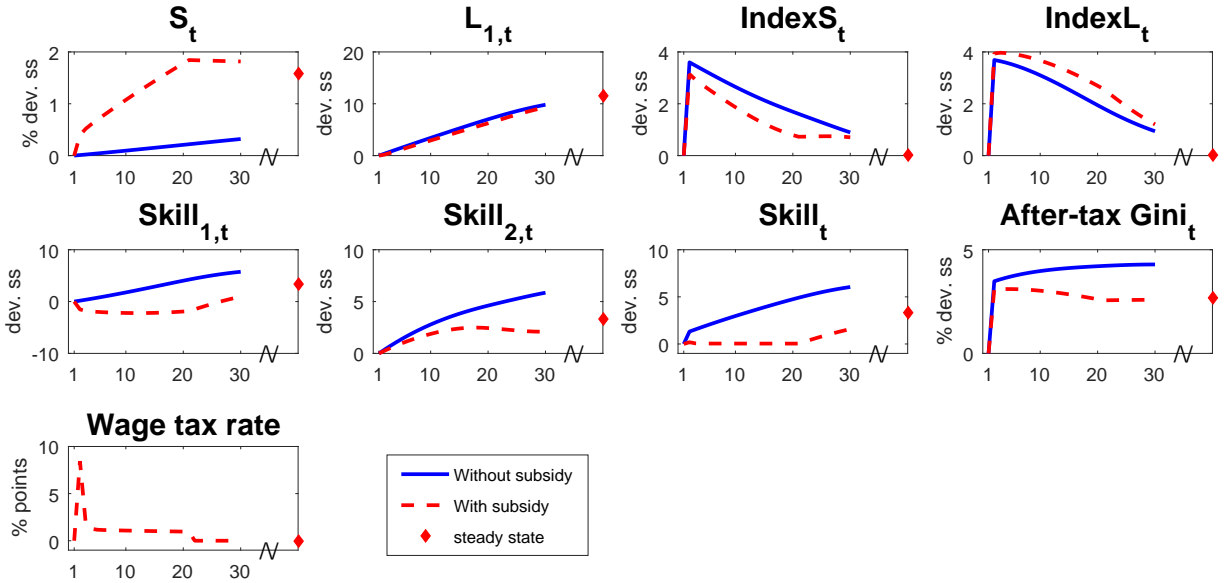 S_t
L_{1,t}
IndexS_t
IndexL_t
% dev. ss
2
1
0
1 10 20 30
dev. ss
20
10
0
1 10 20 30
dev. ss
4
2
0
1 10 20 30
dev. ss
4
2
0
1 10 20 30
Skill_{1,t}
Skill_{2,t}
Skill_t
After-tax Gini_t
dev. ss
10
0
-10
1 10 20 30
dev. ss
10
5
0
1 10 20 30
dev. ss
10
5
0
1 10 20 30
% dev. ss
5
0
1 10 20 30
Wage tax rate
% points
10
5
0
1 10 20 30
Without subsidy
With subsidy
steady state